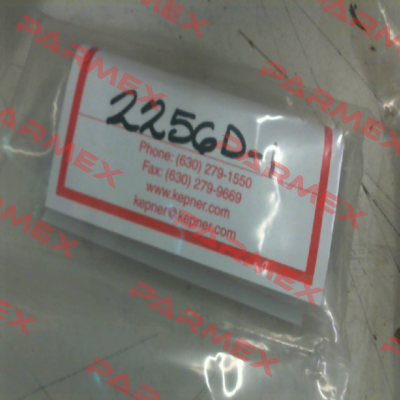 PARMEX
PARMEX
2256D-1
Phone: (630) 279-1550
Fax: (630) 279-9669
www.kepner.com
kepner@kepner.com
PARMEX
PARMEX
PARMEX